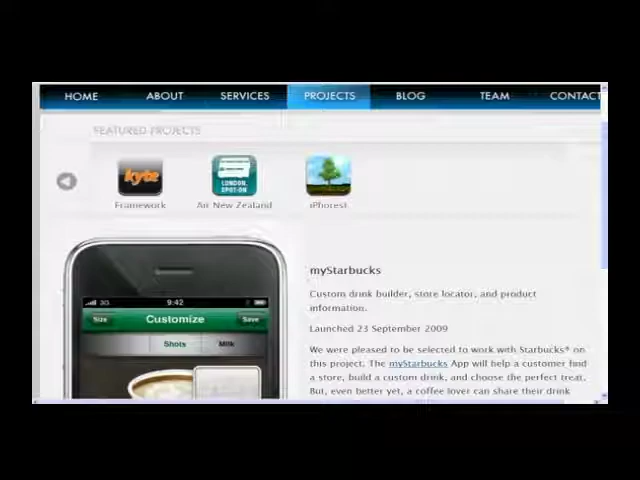 HOME ABOUT SERVICES PROJECTS BLOG TEAM CONTACT
FEATURED PROJECTS
kyte
LONDON,
SPOT-ON
Framework
Air New Zealand
iPhorest
3G 9:42
Size Customize Save
Shots Milk
myStarbucks
Custom drink builder, store locator, and product
information.
Launched 23 September 2009
We were pleased to be selected to work with Starbucks® on
this project. The myStarbucks App will help a customer find
a store, build a custom drink, and choose the perfect treat.
But, even better yet, a coffee lover can share their drink